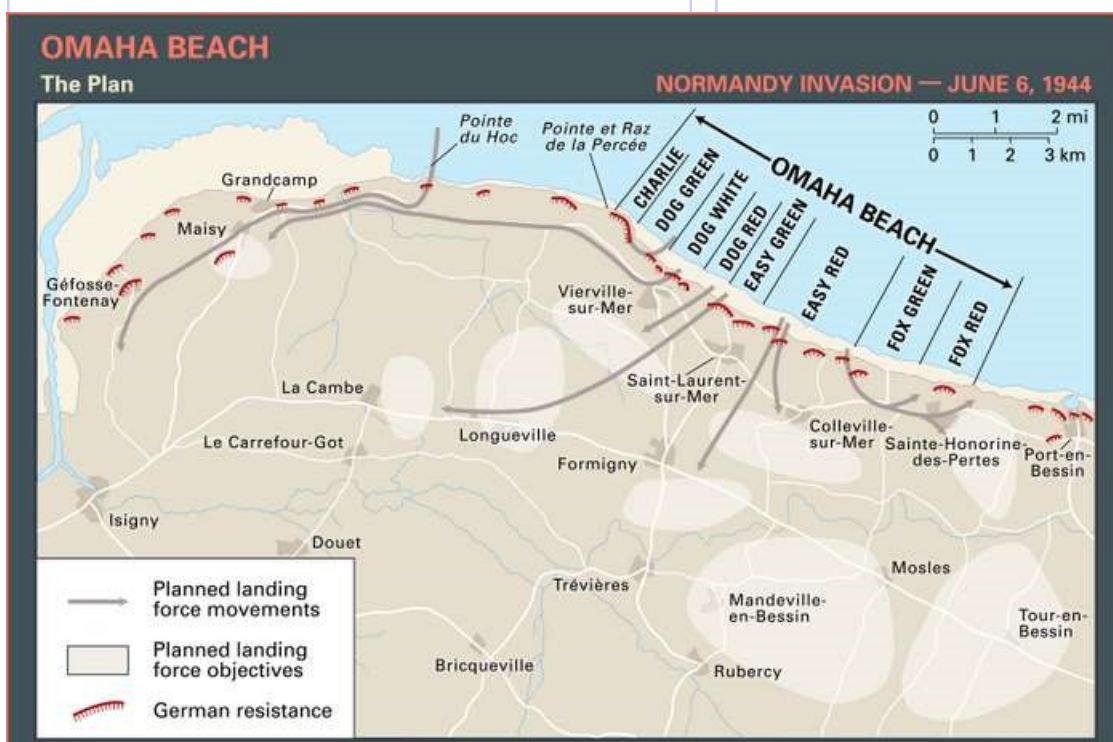 OMAHA BEACH
The Plan
NORMANDY INVASION — JUNE 6, 1944
0 1 2 mi
0 1 2 3 km
Pointe
du Hoc
Pointe et Raz
de la Percée
CHARLIE
DOG GREEN
DOG WHITE
DOG RED
EASY GREEN
EASY RED
FOX GREEN
FOX RED
OMAHA BEACH
Grandcamp
Maisy
Géfosse-
Fontenay
Vierville-
sur-Mer
Saint-Laurent-
sur-Mer
La Cambe
Longueville
Le Carrefour-Got
Formigny
Colleville-
sur-Mer
Sainte-Honorine-
des-Pertes
Port-en-
Bessin
Isigny
Douet
Trévières
Mosles
Mandeville-
en-Bessin
Tour-en-
Bessin
Bricqueville
Rubercy
Planned landing
force movements
Planned landing
force objectives
German resistance